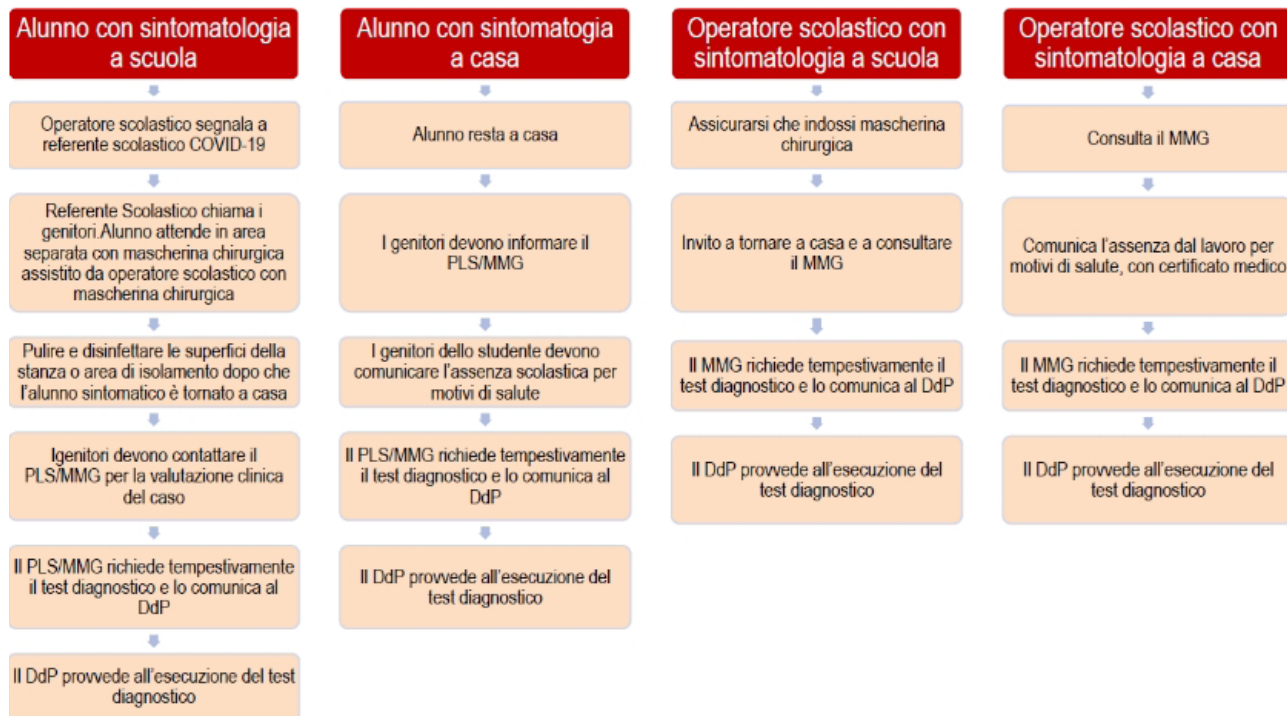 Alunno con sintomatologia
a scuola
Operatore scolastico segnala a
referente scolastico COVID-19
Referente Scolastico chiama i
genitori.Alunno attende in area
separata con mascherina chirurgica
assistito da operatore scolastico con
mascherina chirurgica
Pulire e disinfettare le superfici della
stanza o area di isolamento dopo che
l'alunno sintomatico è tornato a casa
Igenitori devono contattare il
PLS/MMG per la valutazione clinica
del caso
Il PLS/MMG richiede tempestivamente
il test diagnostico e lo comunica al
DdP
Il DdP provvede all'esecuzione del test
diagnostico
Alunno con sintomatogia
a casa
Alunno resta a casa
I genitori devono informare il
PLS/MMG
I genitori dello studente devono
comunicare l'assenza scolastica per
motivi di salute
Il PLS/MMG richiede tempestivamente
il test diagnostico e lo comunica al
DdP
Il DdP provvede all'esecuzione del
test diagnostico
Operatore scolastico con
sintomatologia a scuola
Assicurarsi che indossi mascherina
chirurgica
Invito a tornare a casa e a consultare
il MMG
Il MMG richiede tempestivamente il
test diagnostico e lo comunica al DdP
Il DdP provvede all'esecuzione del
test diagnostico
Operatore scolastico con
sintomatologia a casa
Consulta il MMG
Comunica l'assenza dal lavoro per
motivi di salute, con certificato medico
Il MMG richiede tempestivamente il
test diagnostico e lo comunica al DdP
Il DdP provvede all'esecuzione del
test diagnostico